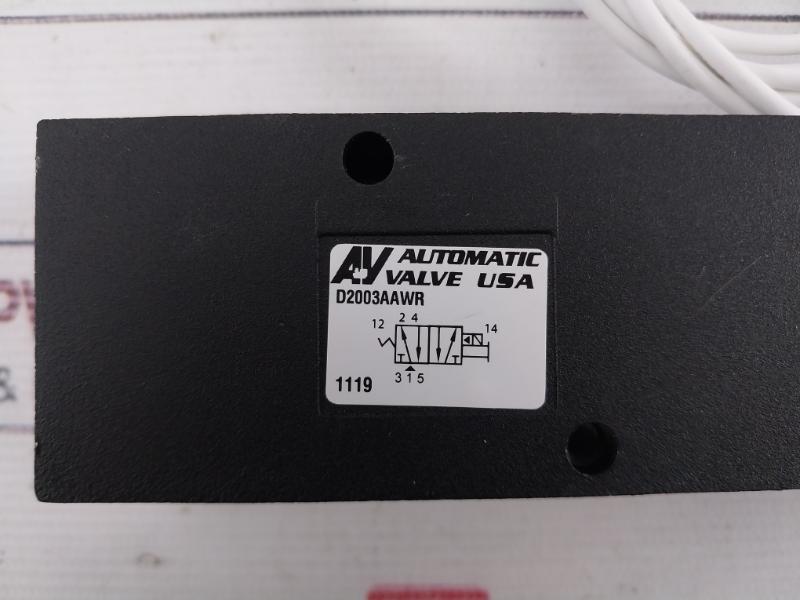 AV AUTOMATIC
VALVE USA
D2003AAWR
2 4
12
14
3 1 5
1119
&